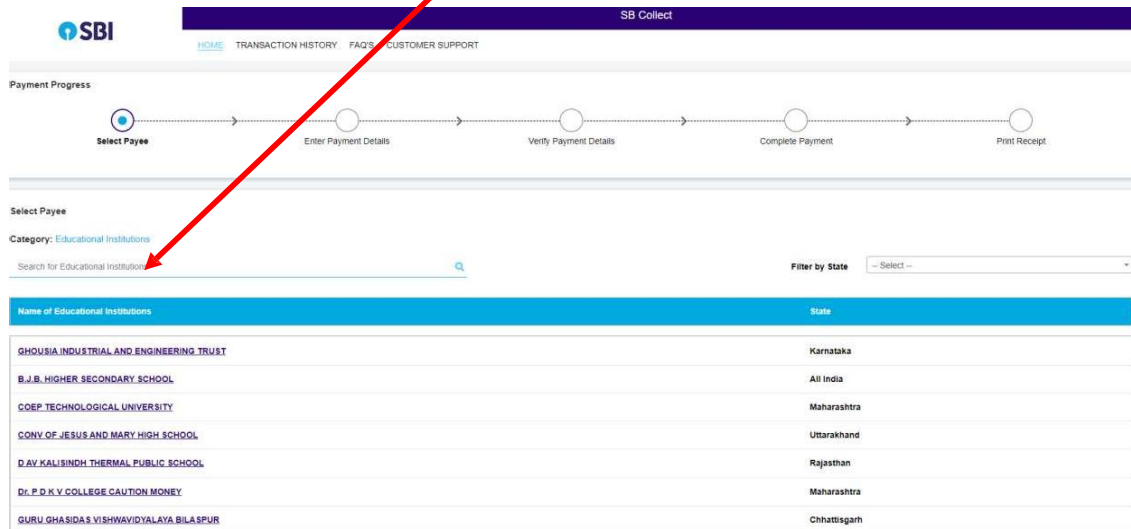 SBI
SB Collect
HOME TRANSACTION HISTORY FAQ'S CUSTOMER SUPPORT
Payment Progress
Select Payee Enter Payment Details Verify Payment Details Complete Payment Print Receipt
Select Payee
Category: Educational Institutions
Search for Educational Institutions Filter by State -- Select --
Name of Educational Institutions State
GHOUSIA INDUSTRIAL AND ENGINEERING TRUST Karnataka
B.J.B. HIGHER SECONDARY SCHOOL All India
COEP TECHNOLOGICAL UNIVERSITY Maharashtra
CONV OF JESUS AND MARY HIGH SCHOOL Uttarakhand
D AV KALISINDH THERMAL PUBLIC SCHOOL Rajasthan
Dr. P D K V COLLEGE CAUTION MONEY Maharashtra
GURU GHASIDAS VISHWAVIDYALAYA BILASPUR Chhattisgarh